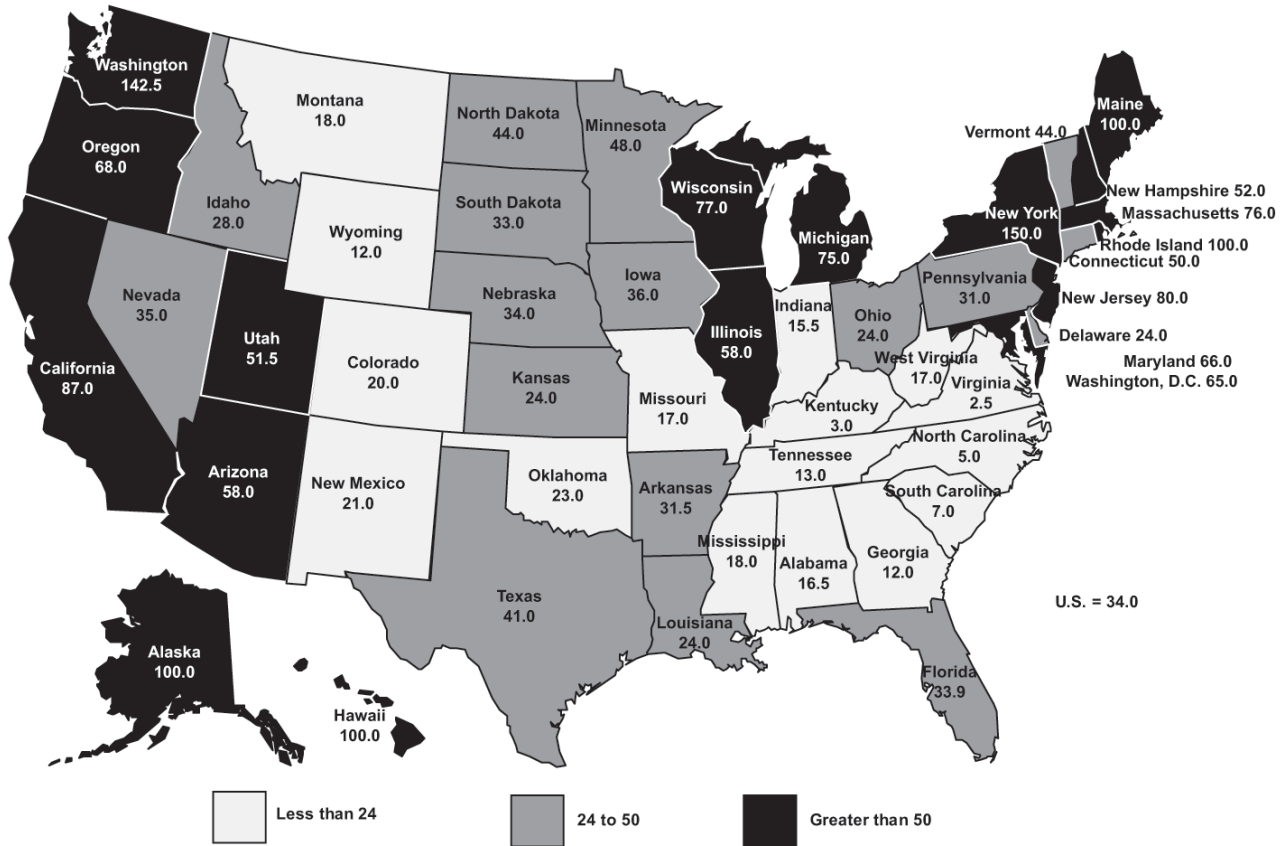 Washington
142.5
Oregon
68.0
California
87.0
Nevada
35.0
Idaho
28.0
Montana
18.0
Wyoming
12.0
Utah
51.5
Arizona
58.0
Colorado
20.0
New Mexico
21.0
North Dakota
44.0
South Dakota
33.0
Nebraska
34.0
Kansas
24.0
Oklahoma
23.0
Texas
41.0
Minnesota
48.0
Iowa
36.0
Missouri
17.0
Arkansas
31.5
Louisiana
24.0
Wisconsin
77.0
Illinois
58.0
Michigan
75.0
Indiana
15.5
Ohio
24.0
Kentucky
3.0
Tennessee
13.0
Mississippi
18.0
Alabama
16.5
Georgia
12.0
Florida
33.9
South Carolina
7.0
North Carolina
5.0
Virginia
2.5
West Virginia
17.0
Pennsylvania
31.0
New York
150.0
Vermont 44.0
Maine
100.0
New Hampshire 52.0
Massachusetts 76.0
Rhode Island 100.0
Connecticut 50.0
New Jersey 80.0
Delaware 24.0
Maryland 66.0
Washington, D.C. 65.0
U.S. = 34.0
Alaska
100.0
Hawaii
100.0
Less than 24
24 to 50
Greater than 50